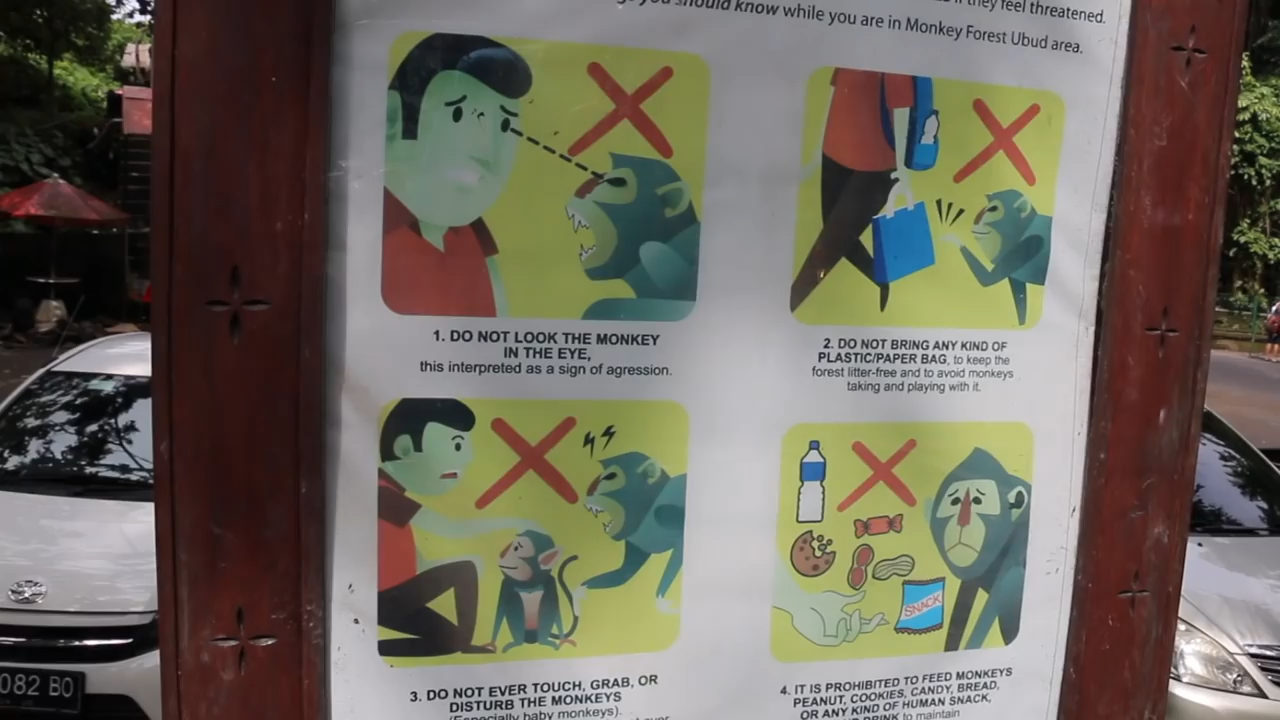 if they feel threatened.
you should know while you are in Monkey Forest Ubud area.
1. DO NOT LOOK THE MONKEY
IN THE EYE,
this interpreted as a sign of agression.
2. DO NOT BRING ANY KIND OF
PLASTIC/PAPER BAG, to keep the
forest litter-free and to avoid monkeys
taking and playing with it.
SNACK
3. DO NOT EVER TOUCH, GRAB, OR
DISTURB THE MONKEYS
(Especially baby monkeys).
4. IT IS PROHIBITED TO FEED MONKEYS
PEANUT, COOKIES, CANDY, BREAD,
OR ANY KIND OF HUMAN SNACK,
DRINK to maintain
082 BO